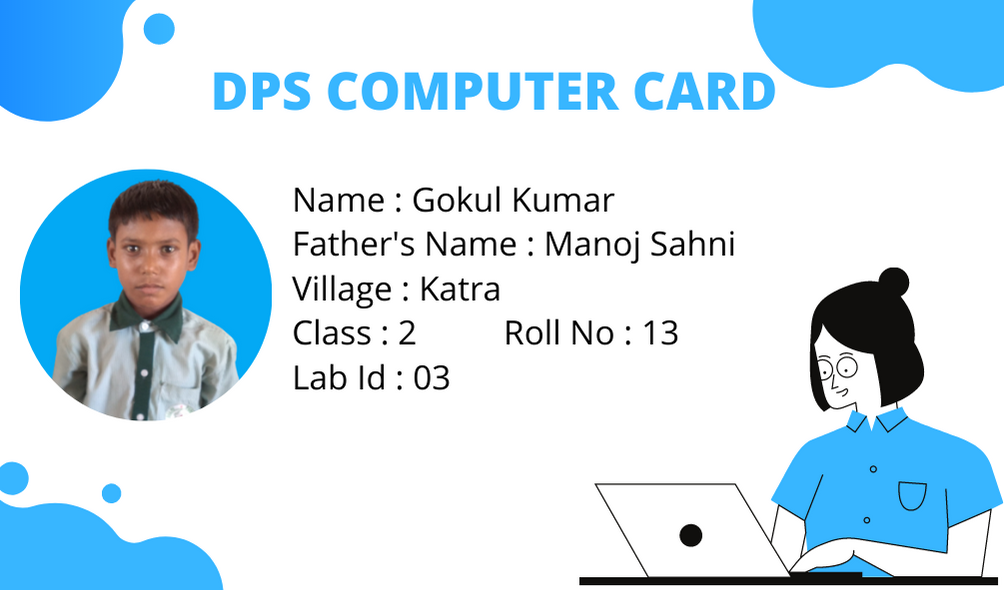 DPS COMPUTER CARD
Name : Gokul Kumar
Father's Name : Manoj Sahni
Village : Katra
Class : 2 Roll No : 13
Lab Id : 03